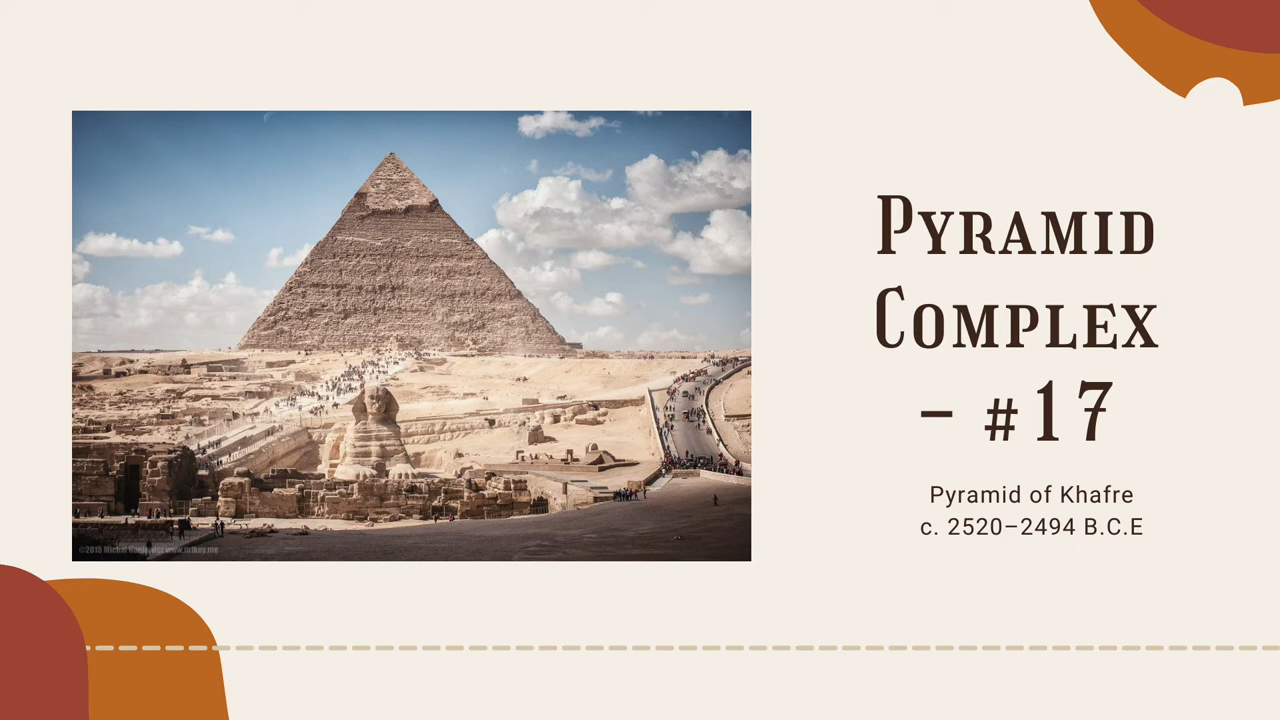 Pyramid
Complex
– #17
Pyramid of Khafre
c. 2520–2494 B.C.E